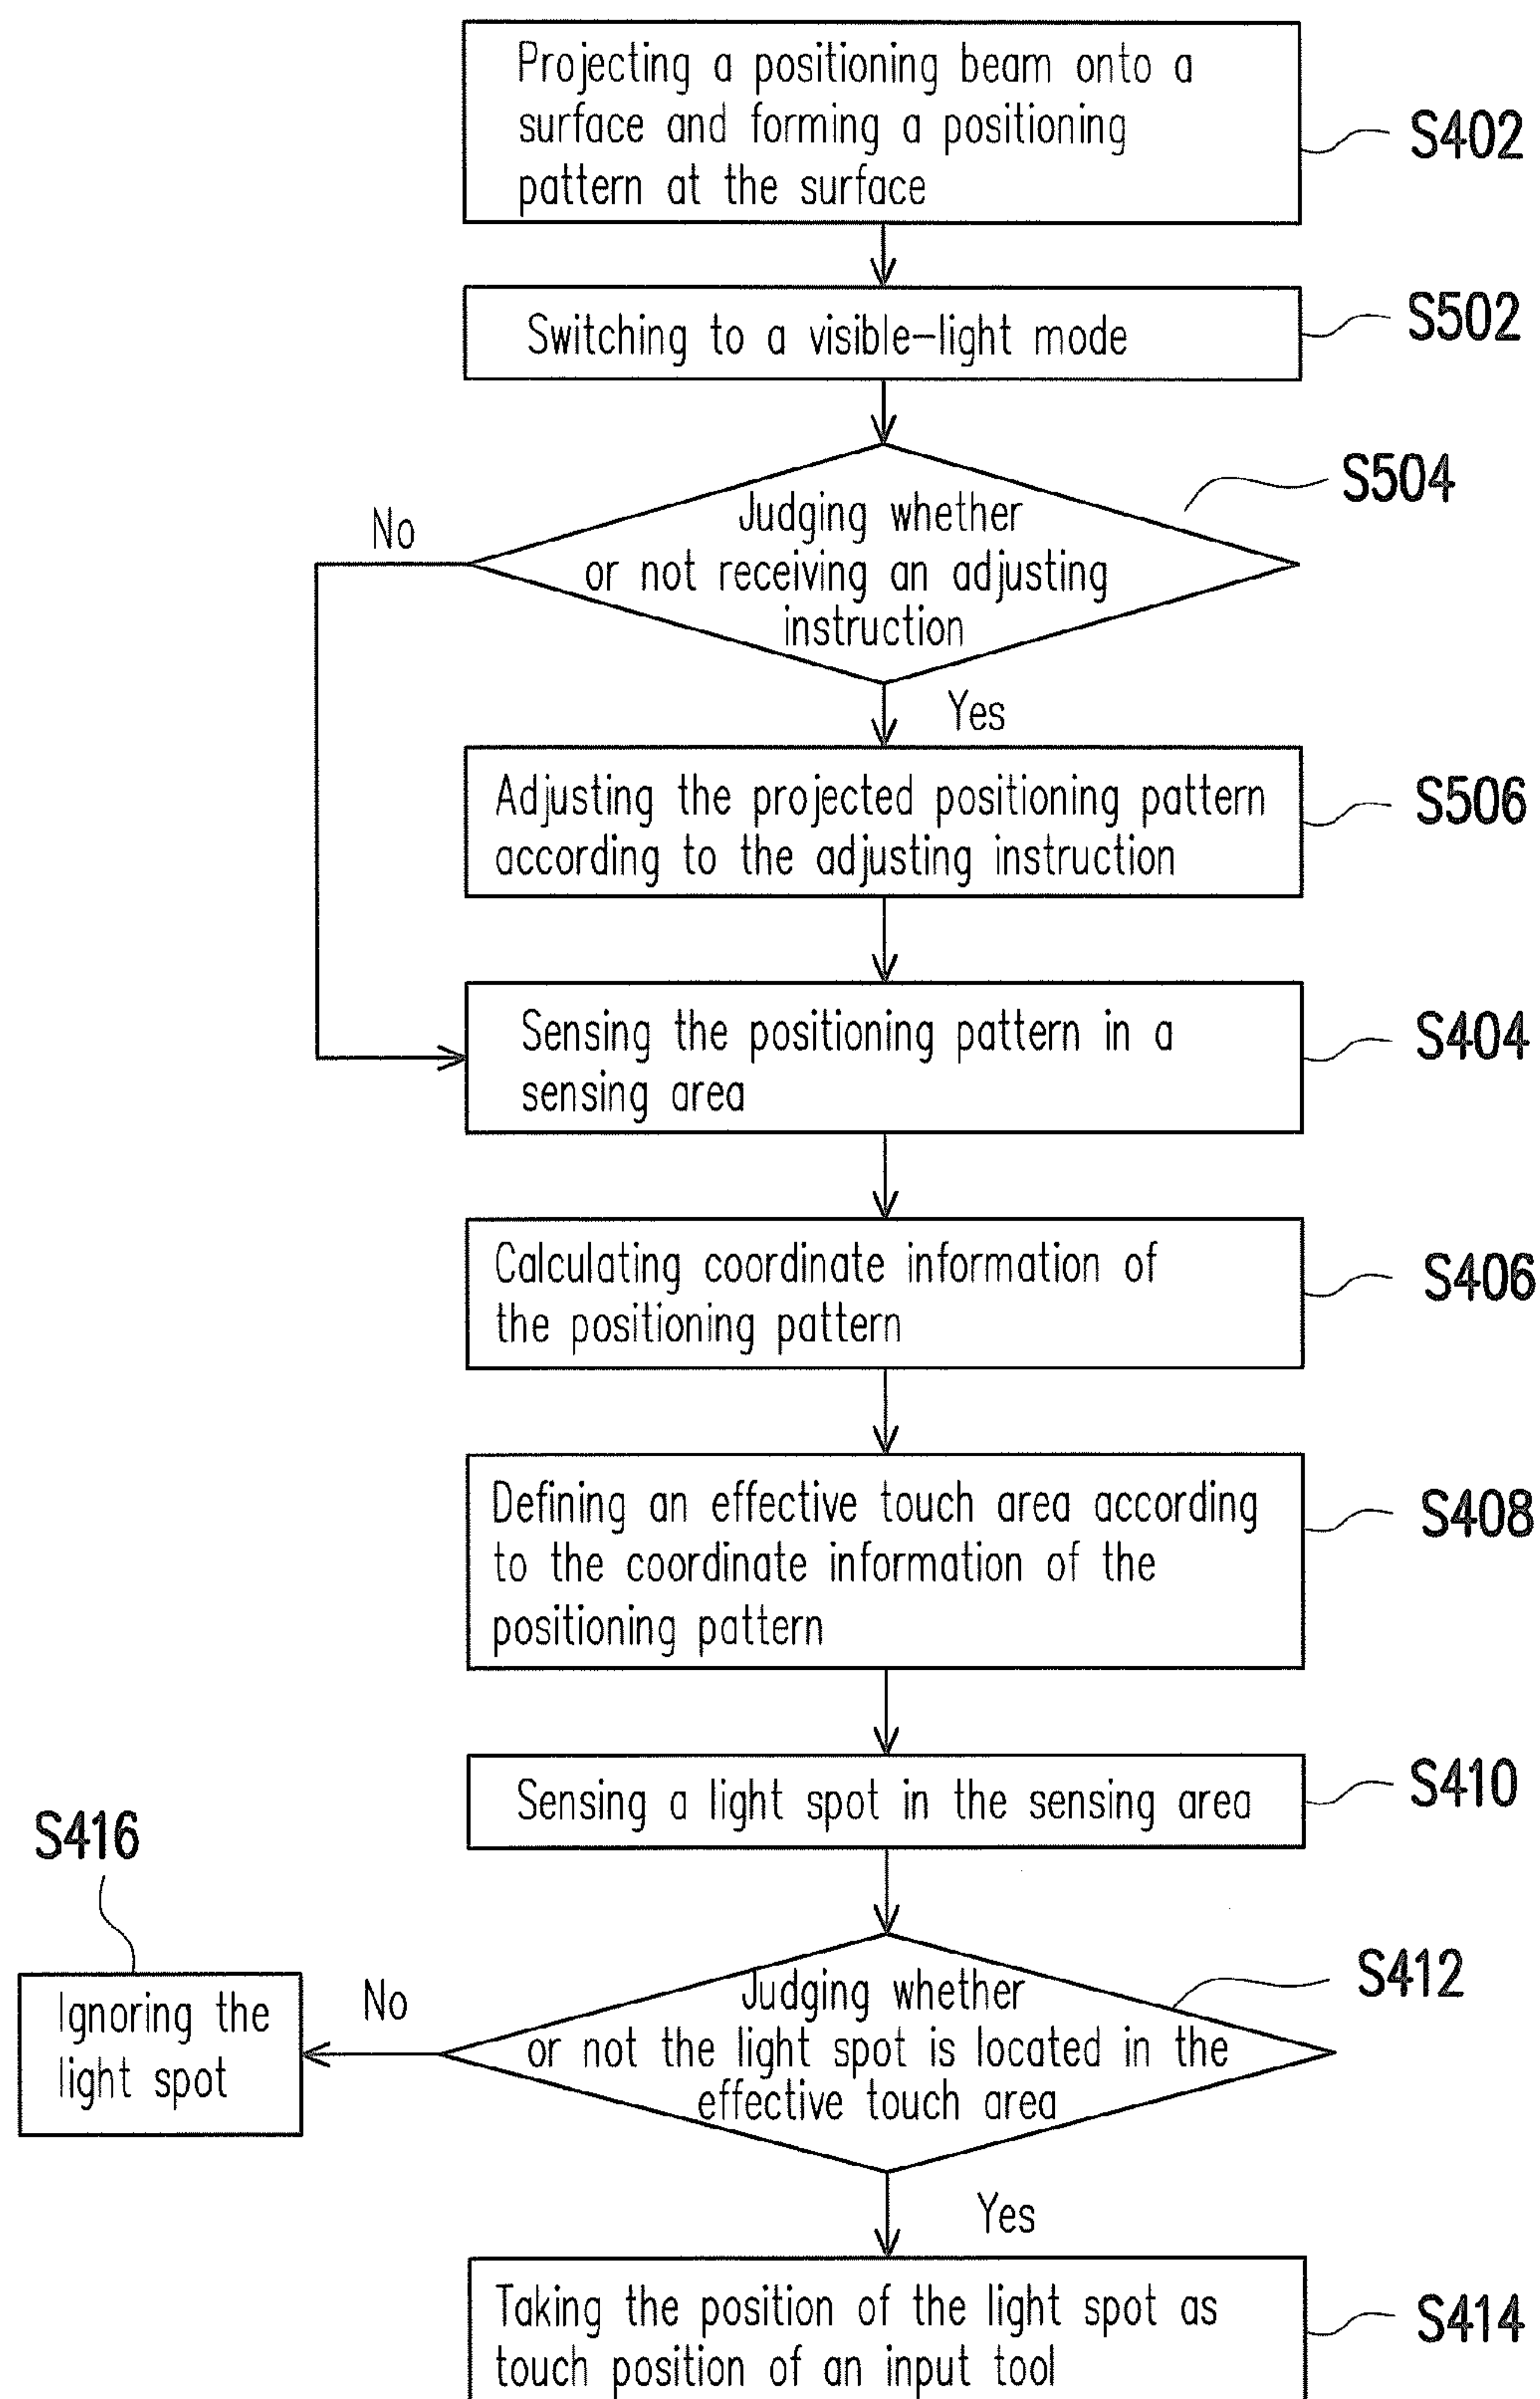 Projecting a positioning beam onto a
surface and forming a positioning
pattern at the surface
S402
Switching to a visible-light mode
S502
Judging whether
or not receiving an adjusting
instruction
S504
No
Yes
Adjusting the projected positioning pattern
according to the adjusting instruction
S506
Sensing the positioning pattern in a
sensing area
S404
Calculating coordinate information of
the positioning pattern
S406
Defining an effective touch area according
to the coordinate information of the
positioning pattern
S408
Sensing a light spot in the sensing area
S410
S416
Ignoring the
light spot
No
Judging whether
or not the light spot is located in the
effective touch area
S412
Yes
Taking the position of the light spot as
touch position of an input tool
S414